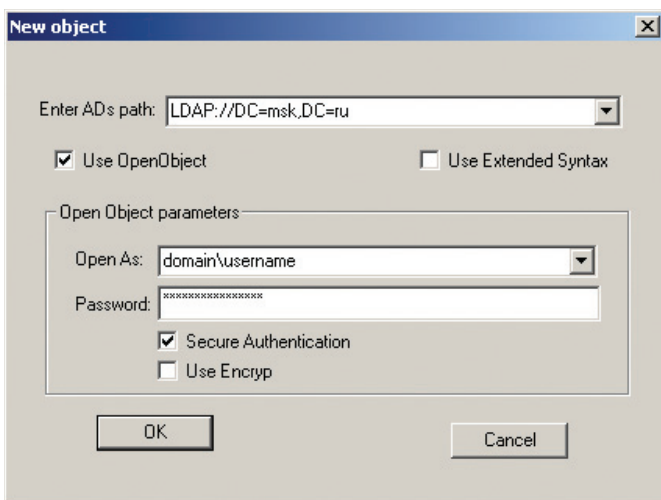 New object
Enter ADs path: LDAP://DC=msk,DC=ru
Use OpenObject Use Extended Syntax
Open Object parameters
Open As: domain\username
Password: ****************
Secure Authentication
Use Encryp
OK Cancel